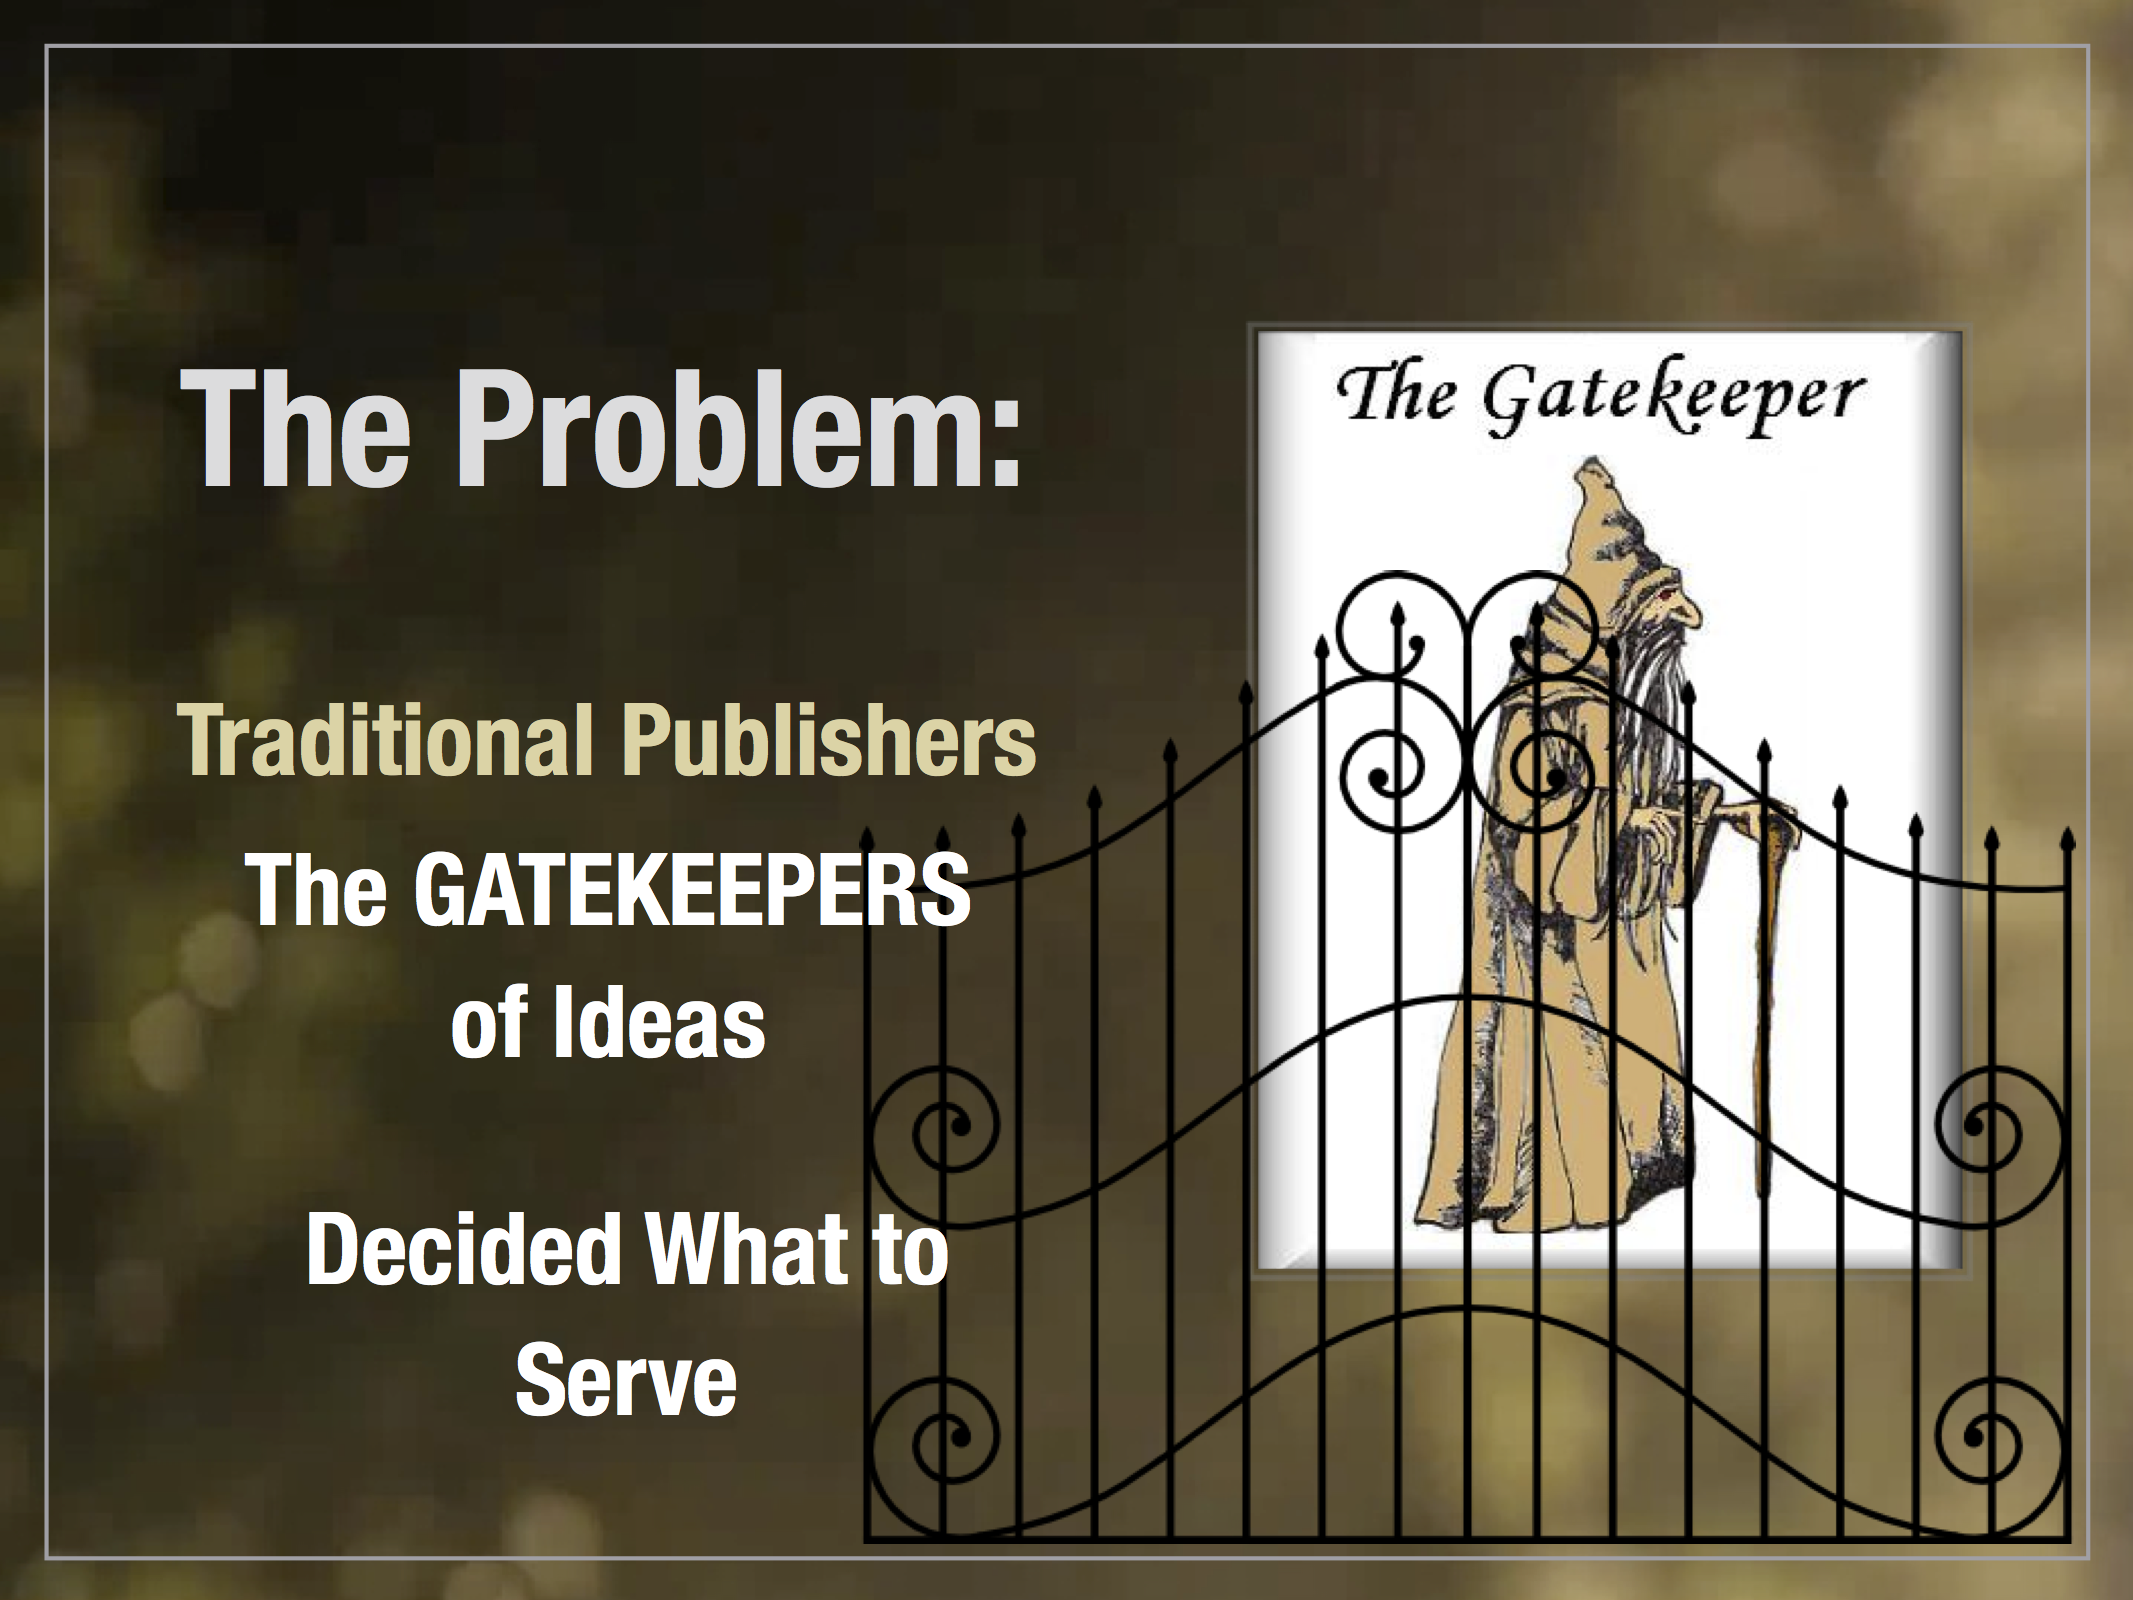 The Problem:
Traditional Publishers
The GATEKEEPERS
of Ideas
Decided What to
Serve
The Gatekeeper